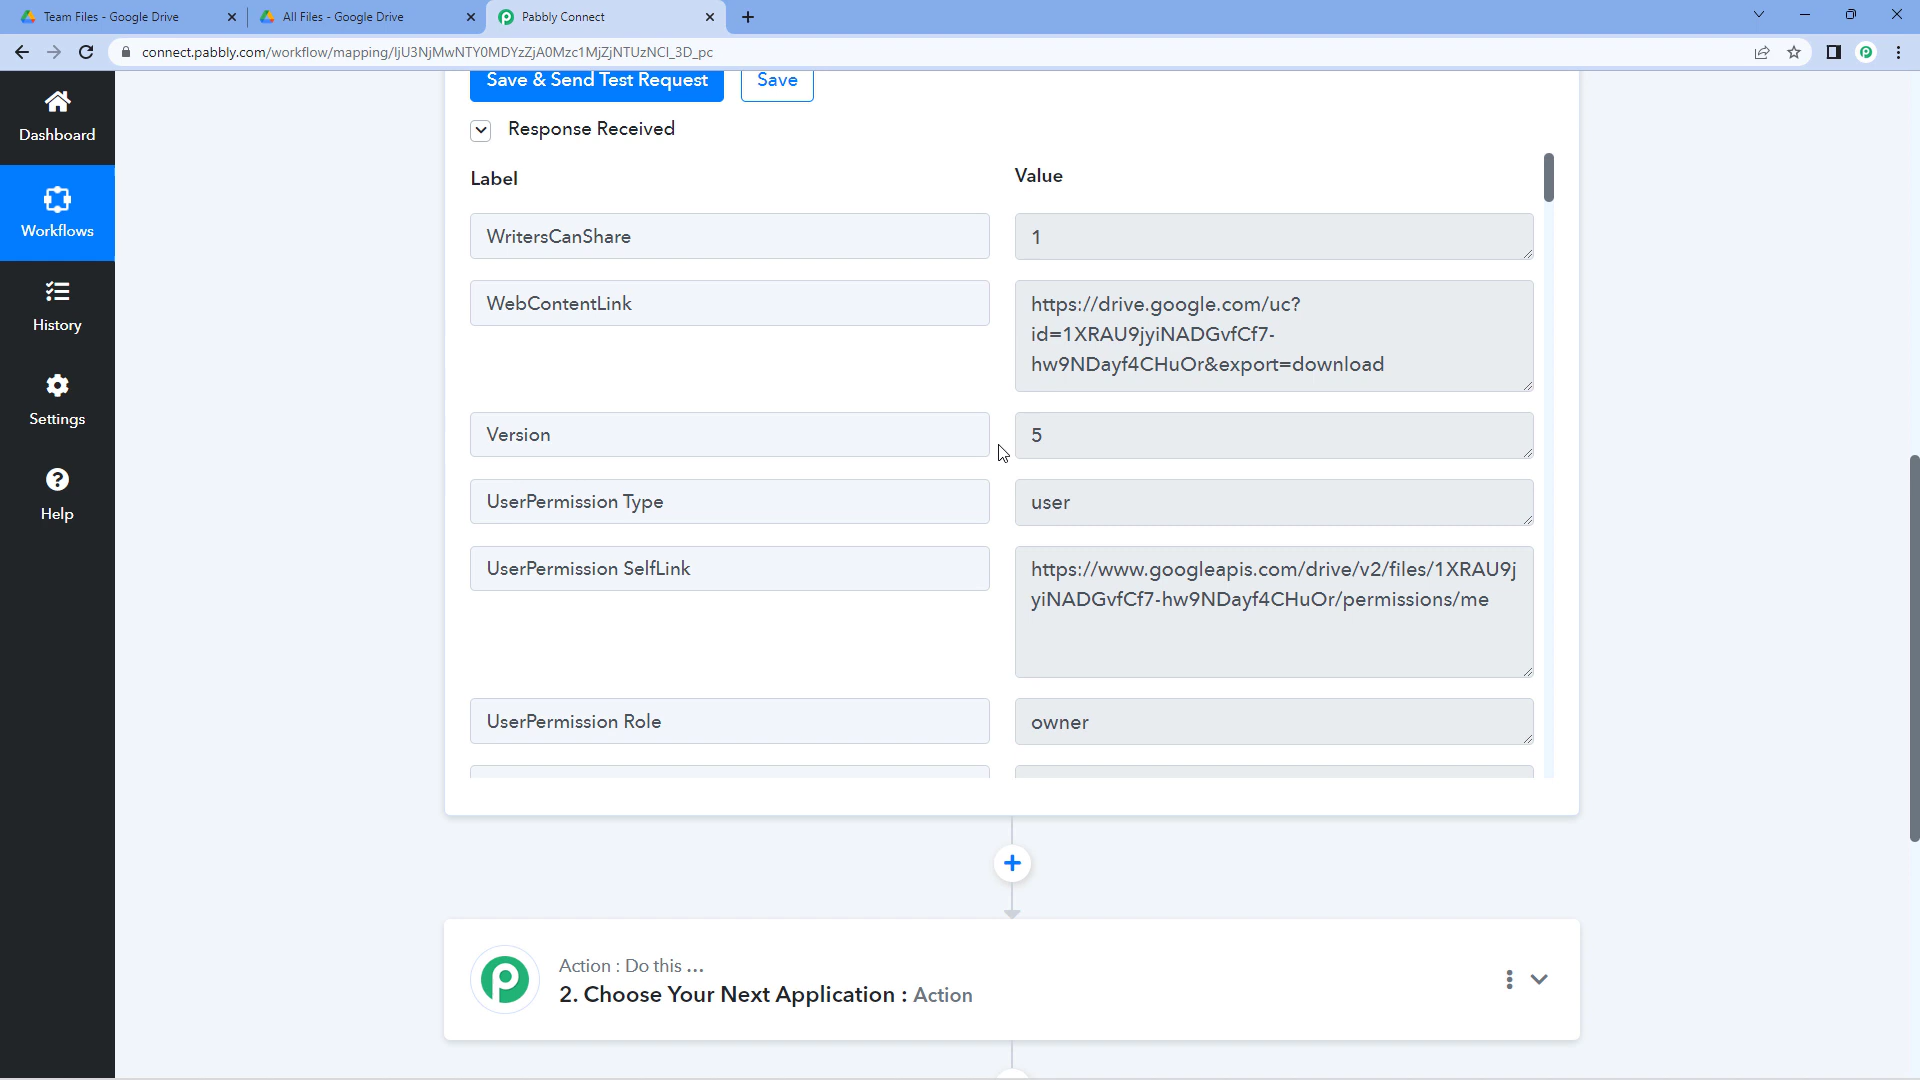 Team Files - Google Drive
All Files - Google Drive
Pabbly Connect
connect.pabbly.com/workflow/mapping/IjU3NjMwNTY0MDYzZjA0Mzc1MjZjNTUzNCI_3D_pc
Dashboard
Workflows
History
Settings
Help
Save & Send Test Request
Save
Response Received
Label
Value
WritersCanShare
1
WebContentLink
https://drive.google.com/uc?
id=1XRAU9jyiNADGvfCf7-
hw9NDayf4CHuOr&export=download
Version
5
UserPermission Type
user
UserPermission SelfLink
https://www.googleapis.com/drive/v2/files/1XRAU9j
yiNADGvfCf7-hw9NDayf4CHuOr/permissions/me
UserPermission Role
owner
Action : Do this ...
2. Choose Your Next Application : Action